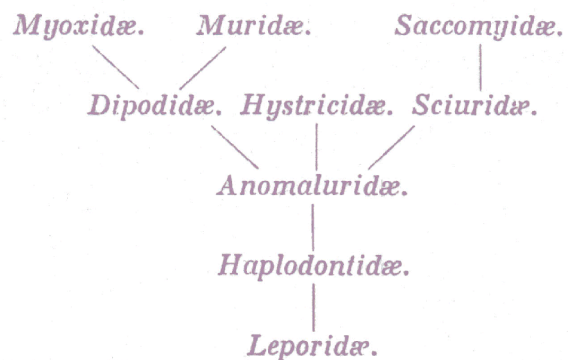 Myoxidæ. Muridæ. Saccomyidæ.
Dipodidæ. Hystricidæ. Sciuridæ.
Anomaluridæ.
Haplodontidæ.
Leporidæ.